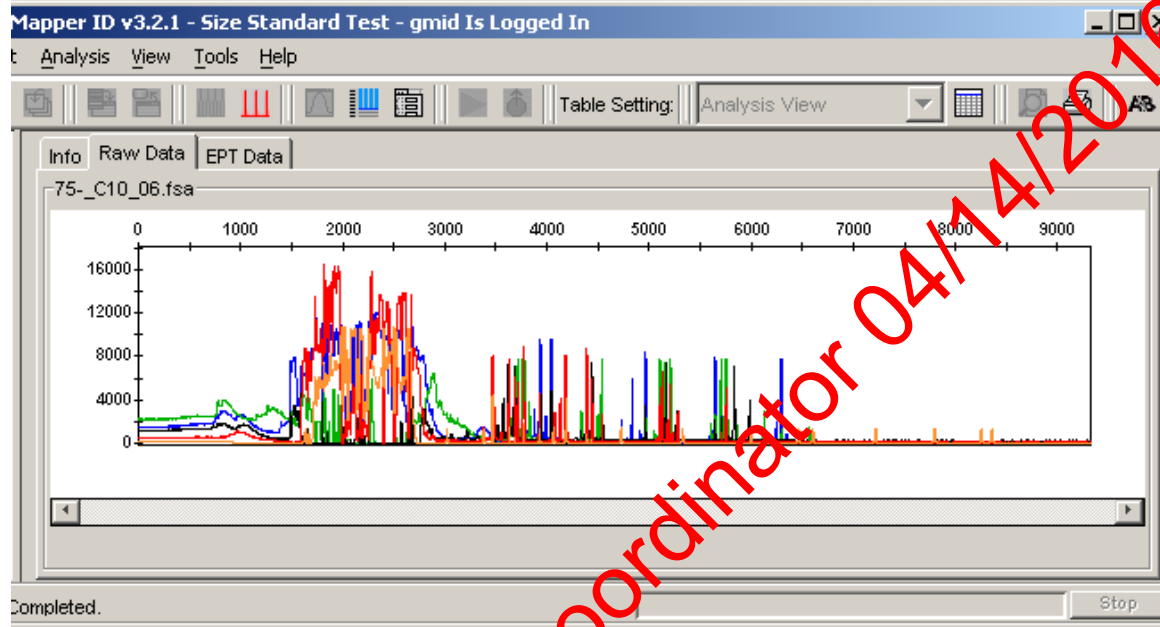 Mapper ID v3.2.1 - Size Standard Test - gmid Is Logged In
t Analysis View Tools Help
Table Setting: Analysis View
Info Raw Data EPT Data
75-_C10_06.fsa
0 1000 2000 3000 4000 5000 6000 7000 8000 9000
16000
12000
8000
4000
0
Completed. Stop
oordinator 04/14/201